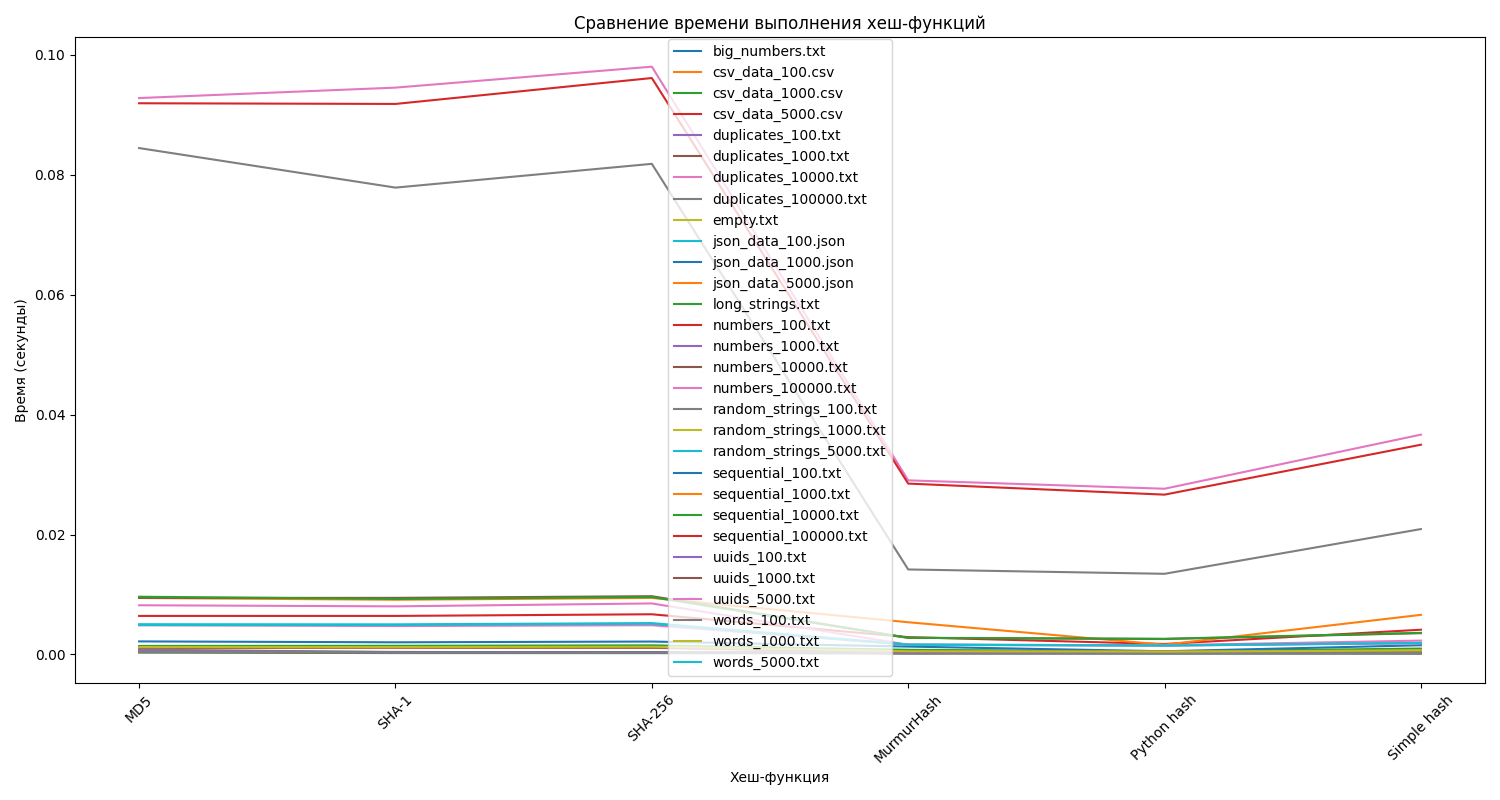 Сравнение времени выполнения хеш-функций
0.10
0.08
0.06
0.04
0.02
0.00
Время (секунды)
big_numbers.txt
csv_data_100.csv
csv_data_1000.csv
csv_data_5000.csv
duplicates_100.txt
duplicates_1000.txt
duplicates_10000.txt
duplicates_100000.txt
empty.txt
json_data_100.json
json_data_1000.json
json_data_5000.json
long_strings.txt
numbers_100.txt
numbers_1000.txt
numbers_10000.txt
numbers_100000.txt
random_strings_100.txt
random_strings_1000.txt
random_strings_5000.txt
sequential_100.txt
sequential_1000.txt
sequential_10000.txt
sequential_100000.txt
uuids_100.txt
uuids_1000.txt
uuids_5000.txt
words_100.txt
words_1000.txt
words_5000.txt
MD5
SHA-1
SHA-256
MurmurHash
Python hash
Simple hash
Хеш-функция